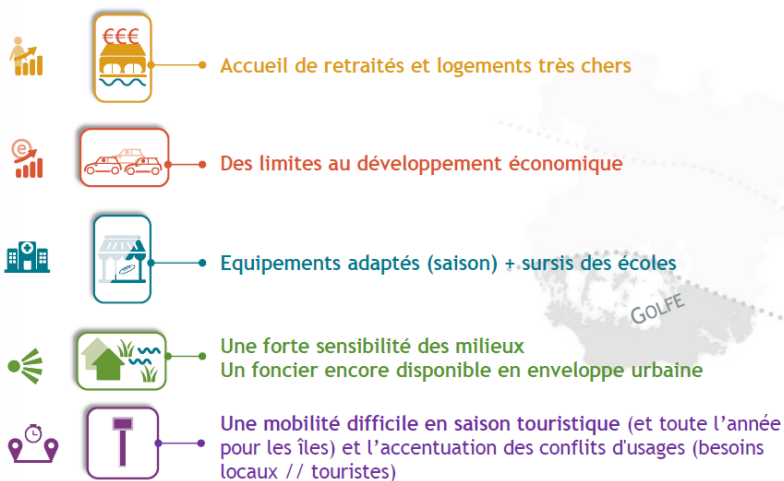 €€€
Accueil de retraités et logements très chers
e
Des limites au développement économique
Equipements adaptés (saison) + sursis des écoles
GOLFE
Une forte sensibilité des milieux
Un foncier encore disponible en enveloppe urbaine
Une mobilité difficile en saison touristique (et toute l'année
pour les îles) et l'accentuation des conflits d'usages (besoins
locaux // touristes)